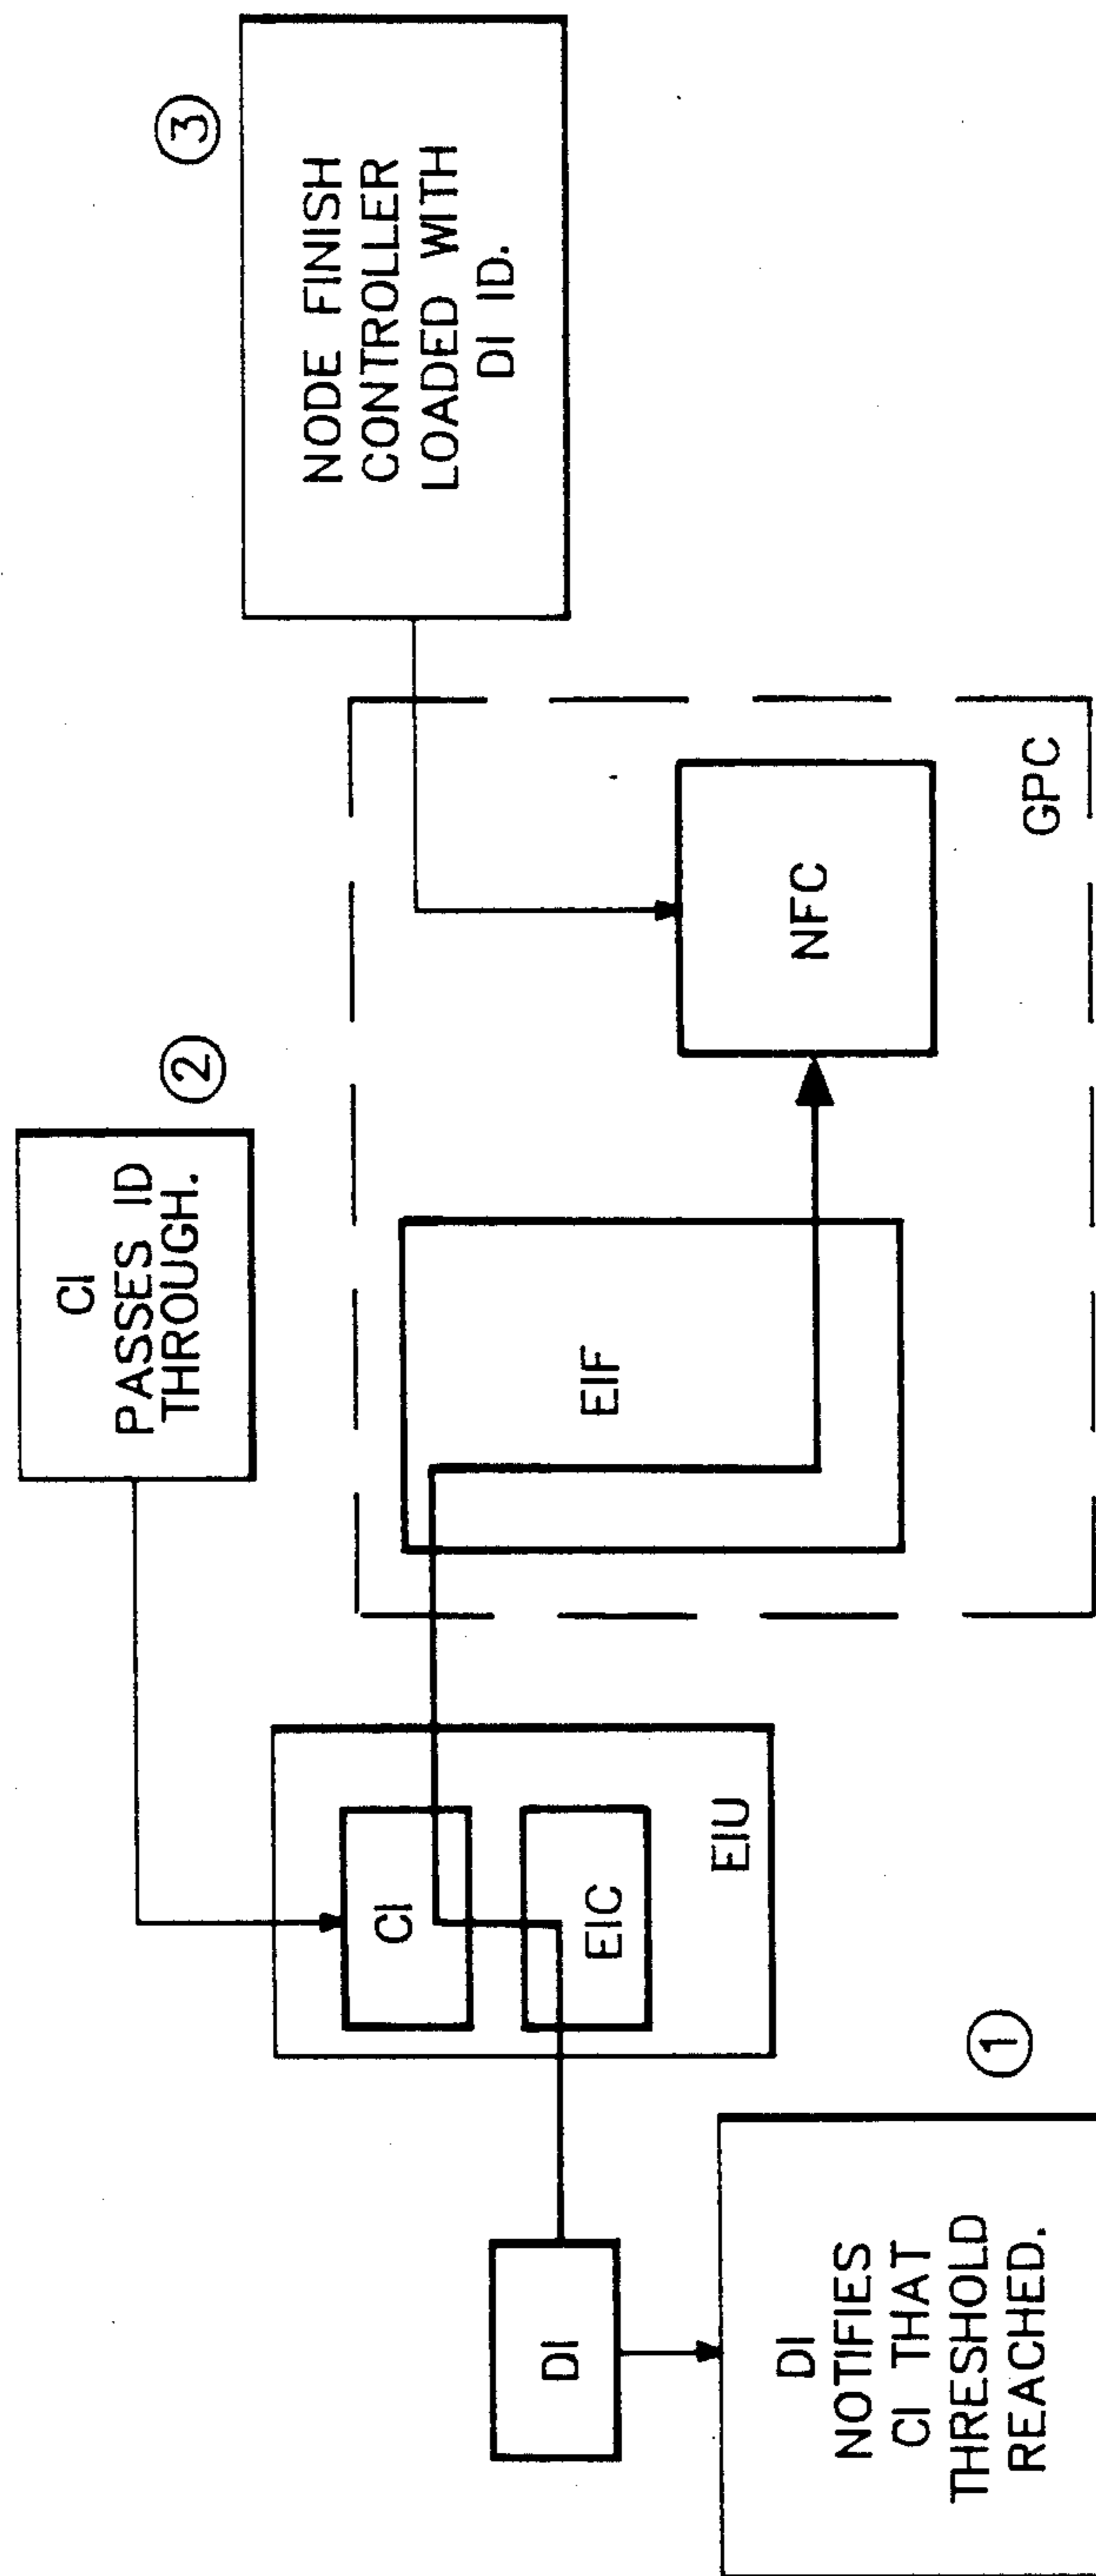 CI
PASSES ID
THROUGH.
②
③
NODE FINISH
CONTROLLER
LOADED WITH
DI ID.
CI
EIC
EIU
EIF
NFC
GPC
DI
DI
NOTIFIES
CI THAT
THRESHOLD
REACHED.
①